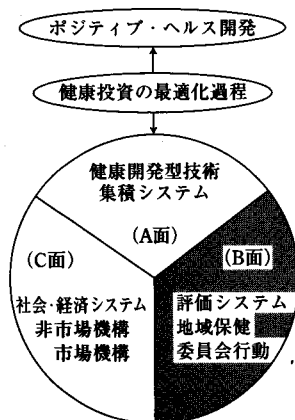 ポジティブ・ヘルス開発
健康投資の最適化過程
健康開発型技術
集積システム
(A面)
(C面)
(B面)
社会・経済システム
非市場機構
市場機構
評価システム
地域保健
委員会行動